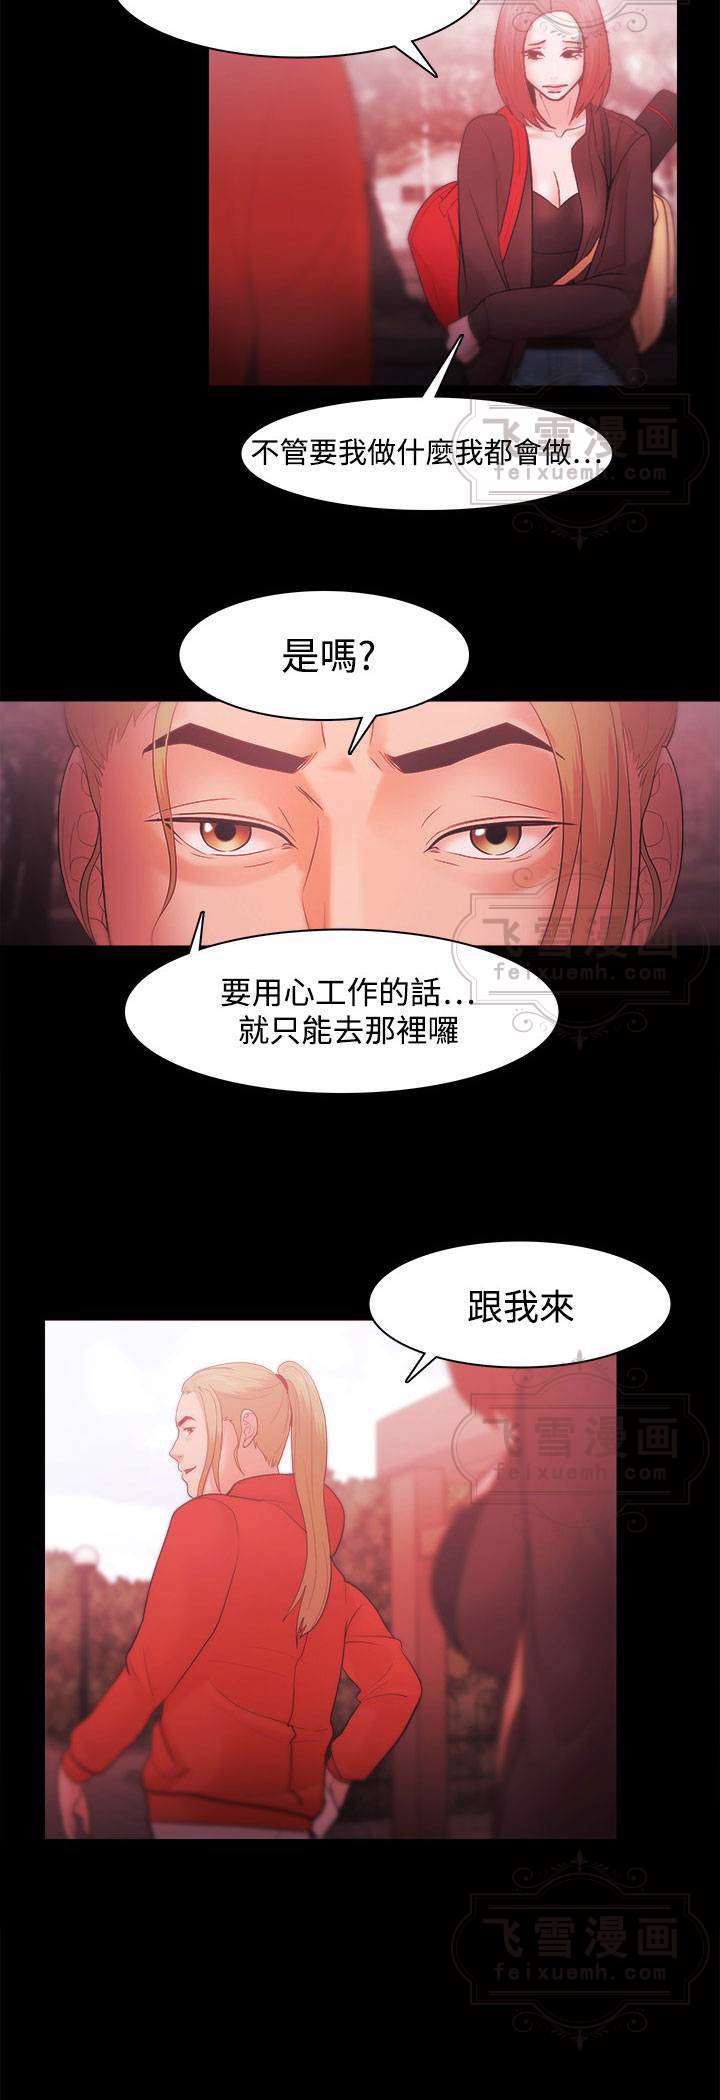 飞雪漫画
feixuemh.com
不管要我做什麼我都會做...
是嗎?
飞雪漫画
feixuemh.com
要用心工作的話...
就只能去那裡囉
跟我來
飞雪漫画
feixuemh.com
飞雪漫画
feixuemh.com